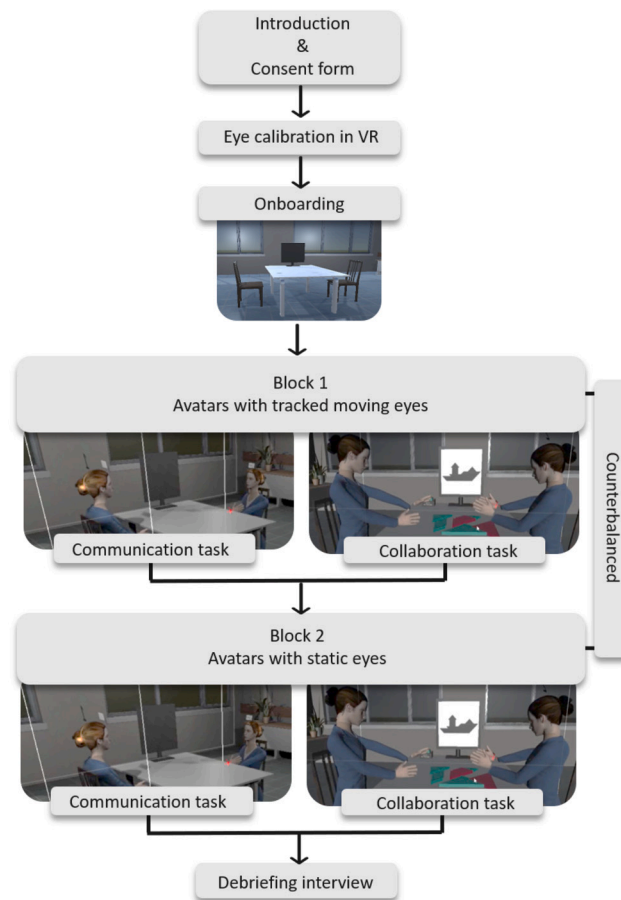 Introduction
&
Consent form
Eye calibration in VR
Onboarding
Block 1
Avatars with tracked moving eyes
Communication task
Collaboration task
Counterbalanced
Block 2
Avatars with static eyes
Communication task
Collaboration task
Debriefing interview